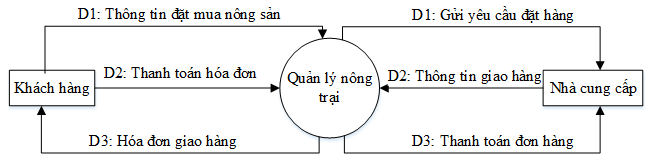 D1: Thông tin đặt mua nông sản
D1: Gửi yêu cầu đặt hàng
Khách hàng
D2: Thanh toán hóa đơn
Quản lý nông
trại
D2: Thông tin giao hàng
Nhà cung cấp
D3: Hóa đơn giao hàng
D3: Thanh toán đơn hàng